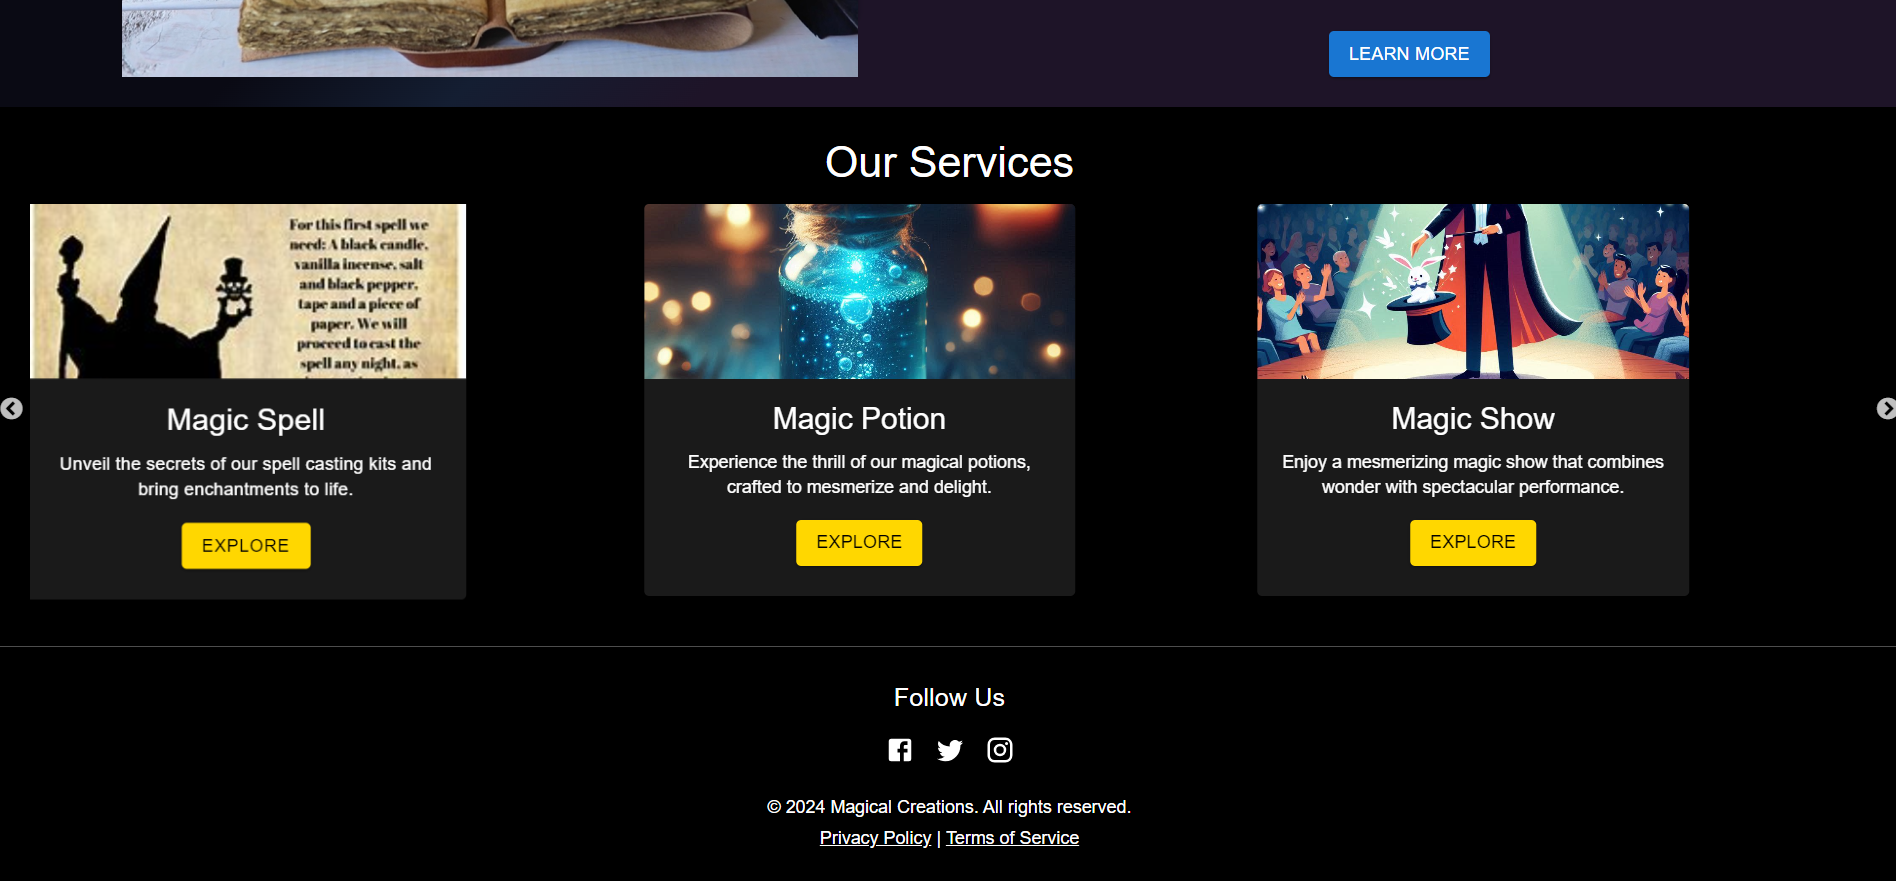 LEARN MORE
Our Services
For this first spell we
need: A black candle,
vanilla incense, salt
and black pepper,
tape and a piece of
paper. We will
proceed to cast the
spell any night, as
Magic Spell
Unveil the secrets of our spell casting kits and
bring enchantments to life.
EXPLORE
Magic Potion
Experience the thrill of our magical potions,
crafted to mesmerize and delight.
EXPLORE
Magic Show
Enjoy a mesmerizing magic show that combines
wonder with spectacular performance.
EXPLORE
Follow Us
© 2024 Magical Creations. All rights reserved.
Privacy Policy | Terms of Service